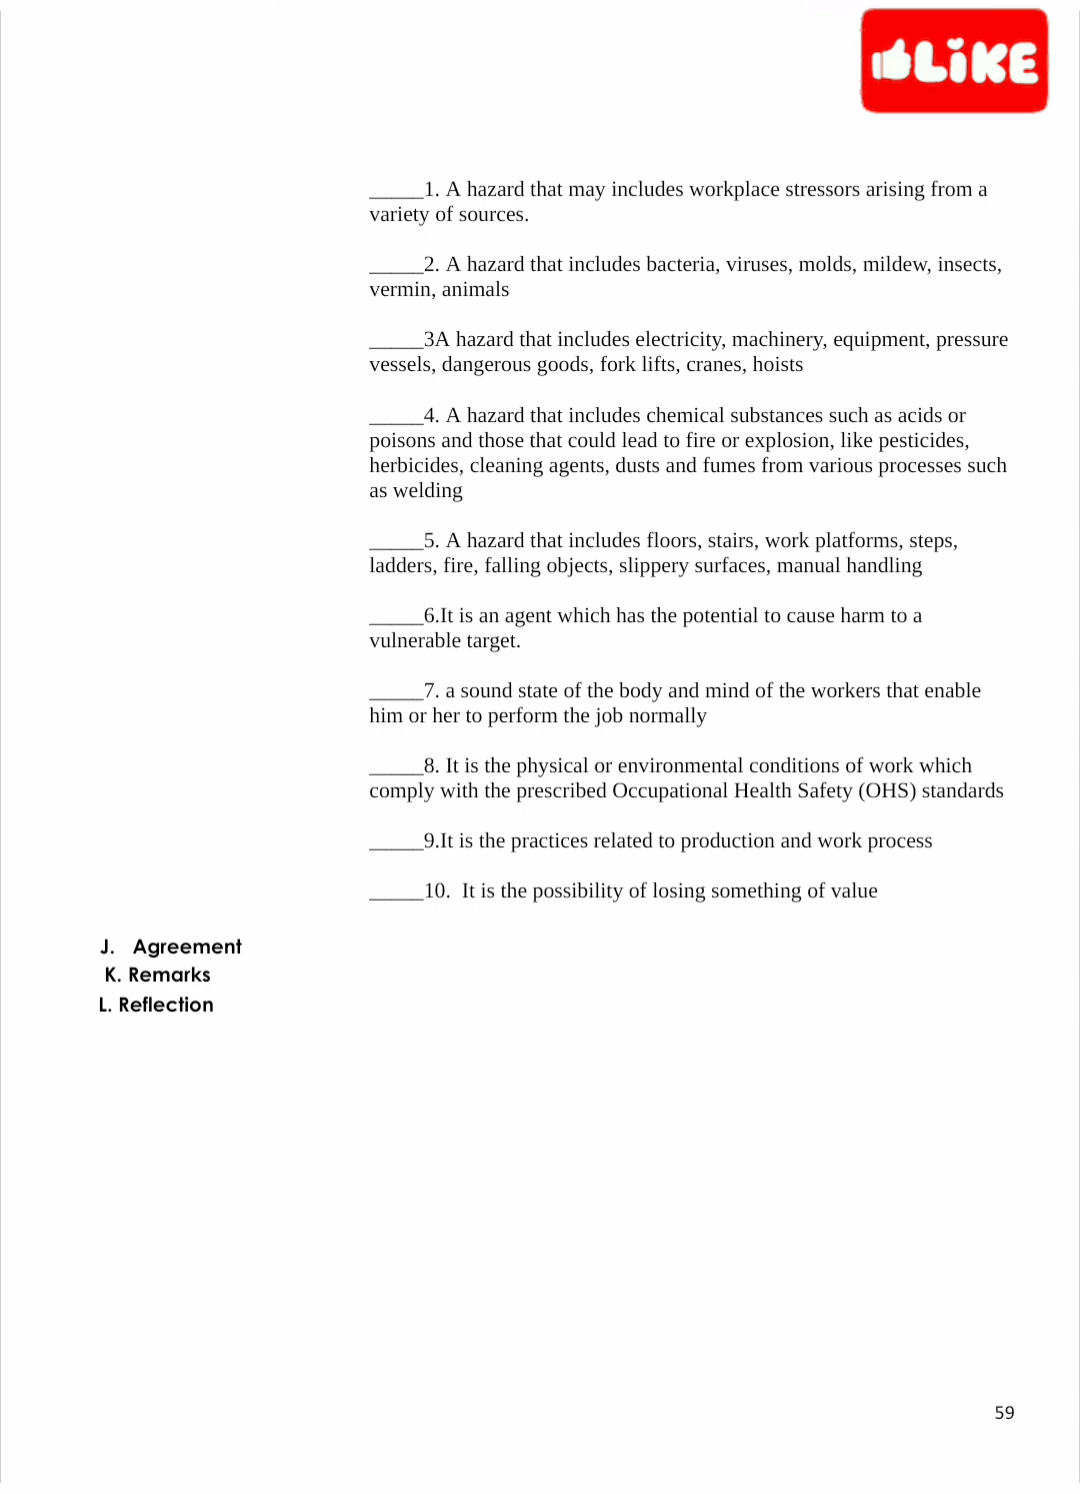 LiKE
_____1. A hazard that may includes workplace stressors arising from a
variety of sources.
_____2. A hazard that includes bacteria, viruses, molds, mildew, insects,
vermin, animals
_____3A hazard that includes electricity, machinery, equipment, pressure
vessels, dangerous goods, fork lifts, cranes, hoists
_____4. A hazard that includes chemical substances such as acids or
poisons and those that could lead to fire or explosion, like pesticides,
herbicides, cleaning agents, dusts and fumes from various processes such
as welding
_____5. A hazard that includes floors, stairs, work platforms, steps,
ladders, fire, falling objects, slippery surfaces, manual handling
_____6.It is an agent which has the potential to cause harm to a
vulnerable target.
_____7. a sound state of the body and mind of the workers that enable
him or her to perform the job normally
_____8. It is the physical or environmental conditions of work which
comply with the prescribed Occupational Health Safety (OHS) standards
_____9.It is the practices related to production and work process
_____10.  It is the possibility of losing something of value
J. Agreement
K. Remarks
L. Reflection
59